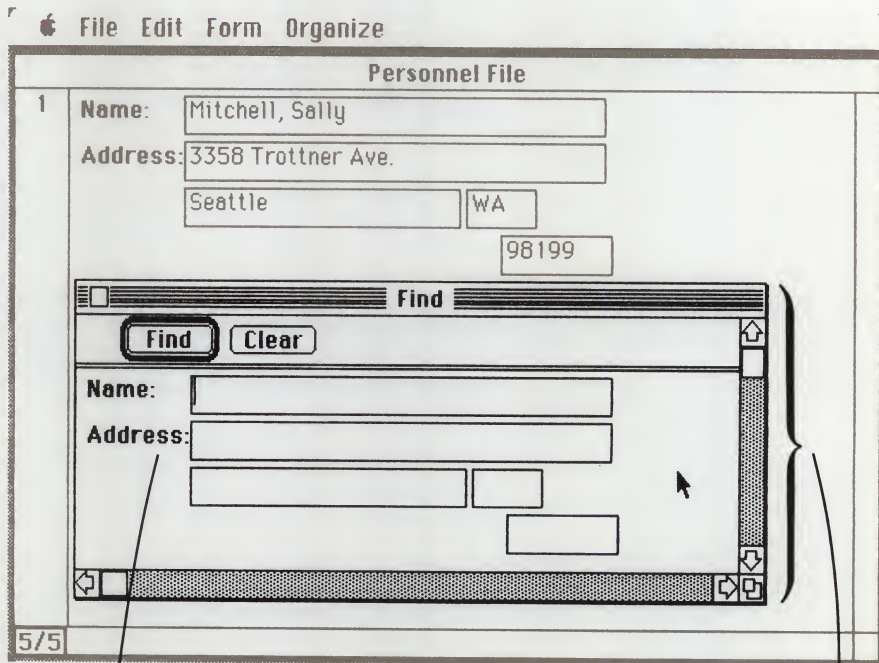 File Edit Form Organize
Personnel File
1
Name: Mitchell, Sally
Address: 3358 Trottner Ave.
Seattle WA
98199
Find
Find Clear
Name:
Address:
5/5